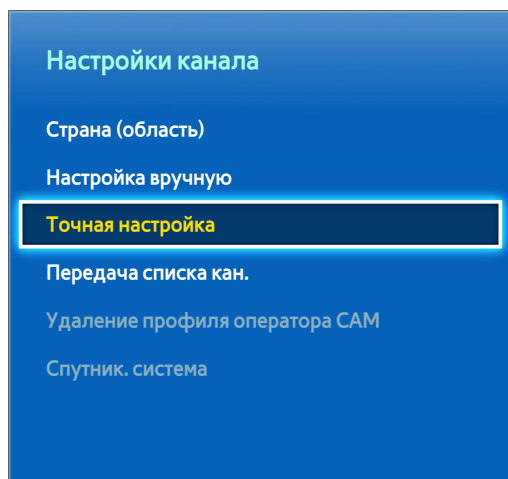 Настройки канала
Страна (область)
Настройка вручную
Точная настройка
Передача списка кан.
Удаление профиля оператора CAM
Спутник. система